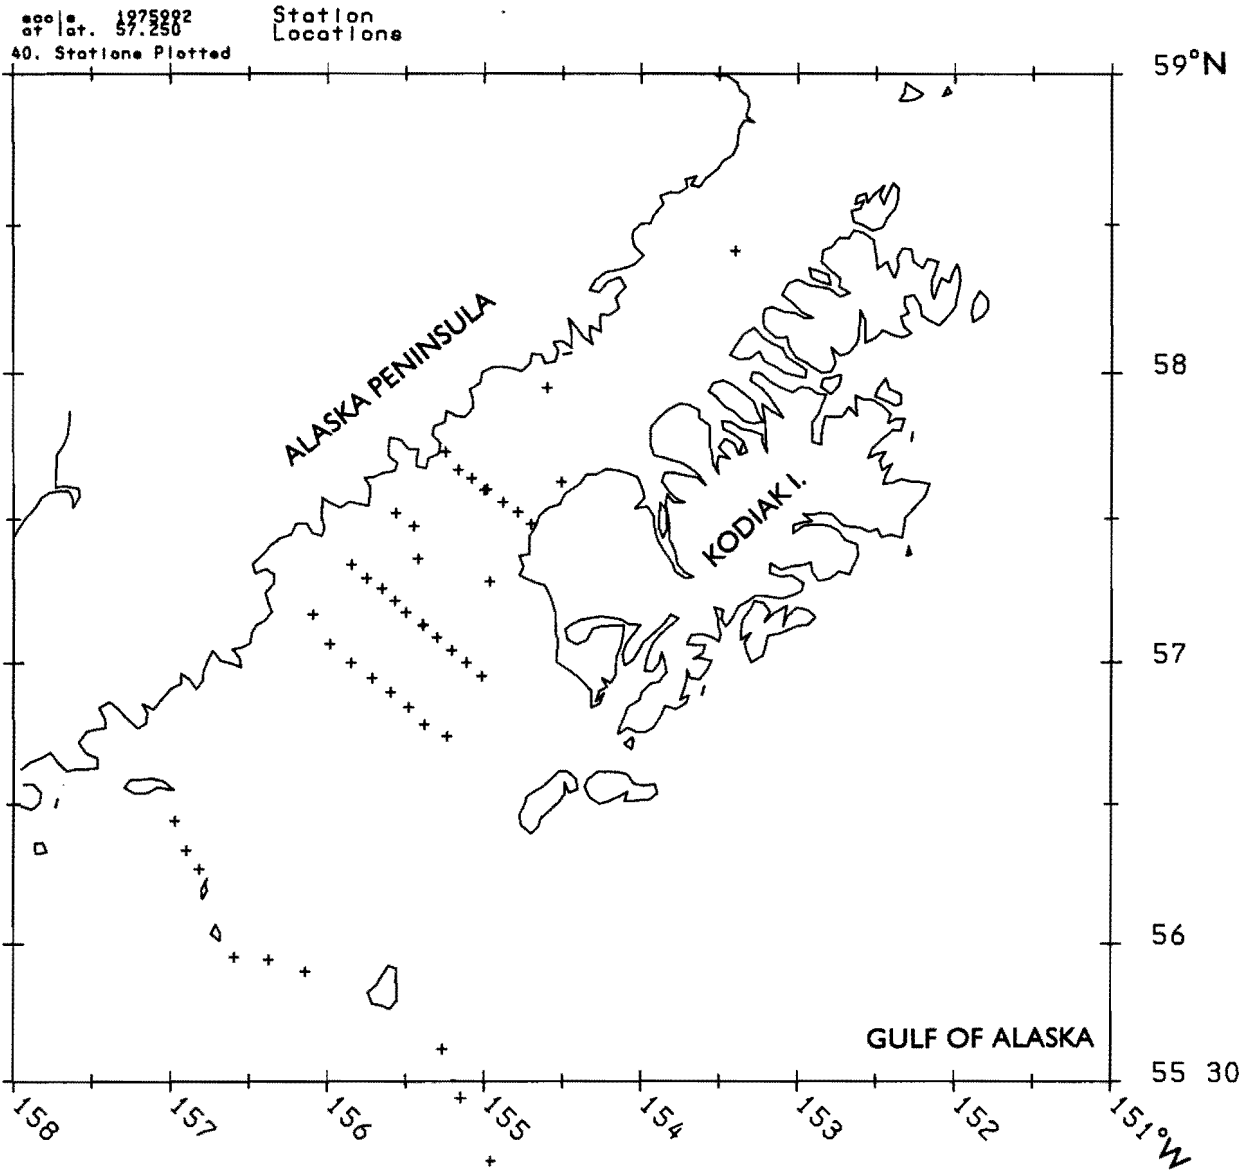 scale 1975992
at lat. 57.250
40. Stations Plotted
Station
Locations
59°N
58
57
56
55 30
ALASKA PENINSULA
KODIAK I.
GULF OF ALASKA
158
157
156
155
154
153
152
151°W